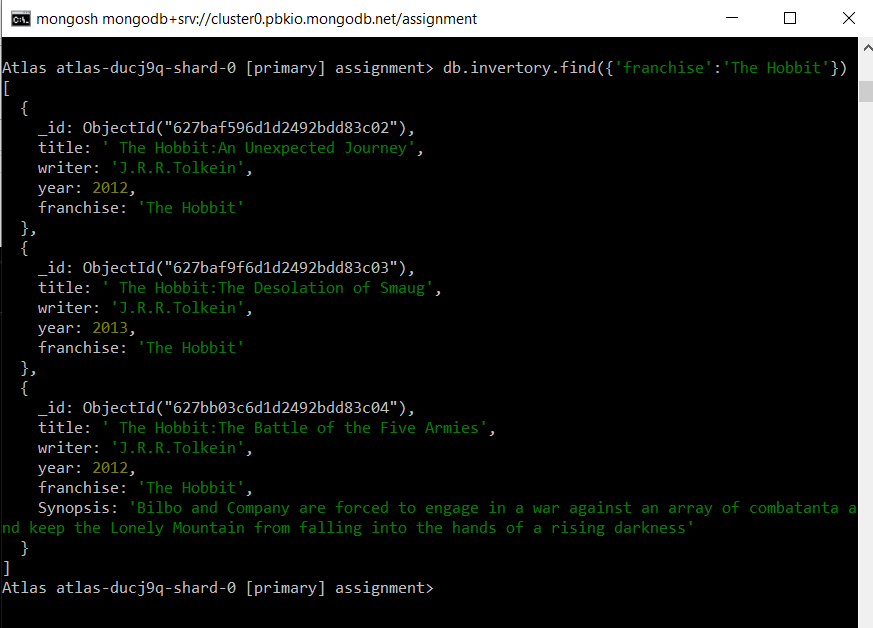 mongosh mongodb+srv://cluster0.pbkio.mongodb.net/assignment
Atlas atlas-ducj9q-shard-0 [primary] assignment> db.invertory.find({'franchise':'The Hobbit'})
[
  {
    _id: ObjectId("627baf596d1d2492bdd83c02"),
    title: ' The Hobbit:An Unexpected Journey',
    writer: 'J.R.R.Tolkein',
    year: 2012,
    franchise: 'The Hobbit'
  },
  {
    _id: ObjectId("627baf9f6d1d2492bdd83c03"),
    title: ' The Hobbit:The Desolation of Smaug',
    writer: 'J.R.R.Tolkein',
    year: 2013,
    franchise: 'The Hobbit'
  },
  {
    _id: ObjectId("627bb03c6d1d2492bdd83c04"),
    title: ' The Hobbit:The Battle of the Five Armies',
    writer: 'J.R.R.Tolkein',
    year: 2012,
    franchise: 'The Hobbit',
    Synopsis: 'Bilbo and Company are forced to engage in a war against an array of combatanta a
nd keep the Lonely Mountain from falling into the hands of a rising darkness'
  }
]
Atlas atlas-ducj9q-shard-0 [primary] assignment>